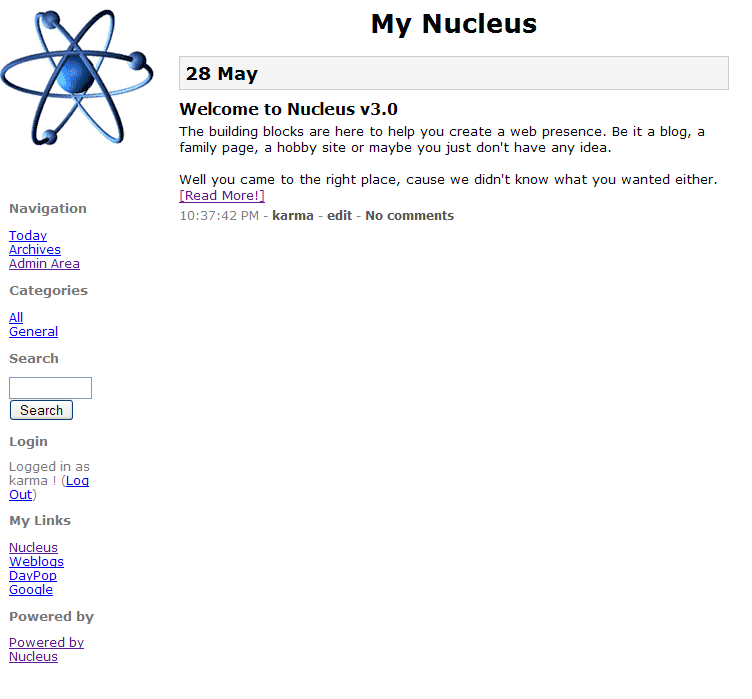 My Nucleus
28 May
Welcome to Nucleus v3.0
The building blocks are here to help you create a web presence. Be it a blog, a
family page, a hobby site or maybe you just don't have any idea.
Well you came to the right place, cause we didn't know what you wanted either.
[Read More!]
10:37:42 PM - karma - edit - No comments
Navigation
Today
Archives
Admin Area
Categories
All
General
Search
Search
Login
Logged in as
karma ! (Log
Out)
My Links
Nucleus
Weblogs
DayPop
Google
Powered by
Powered by
Nucleus